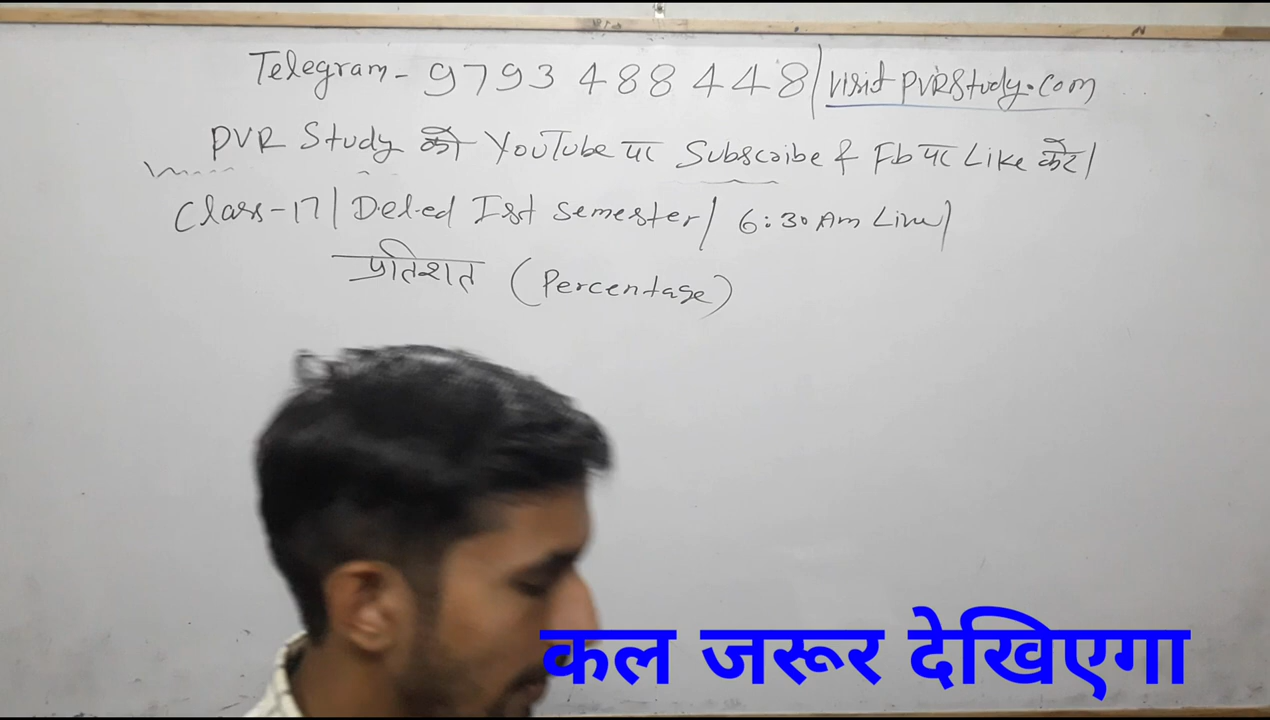 Telegram - 9793488448/ visit PVRStudy.com
PVR Study को YouTube पर Subscribe & Fb पर Like करें/
Class-17/ Del.ed Ist Semester/ 6:30 Am Live/
प्रतिशत (Percentage)
कल जरूर देखिएगा